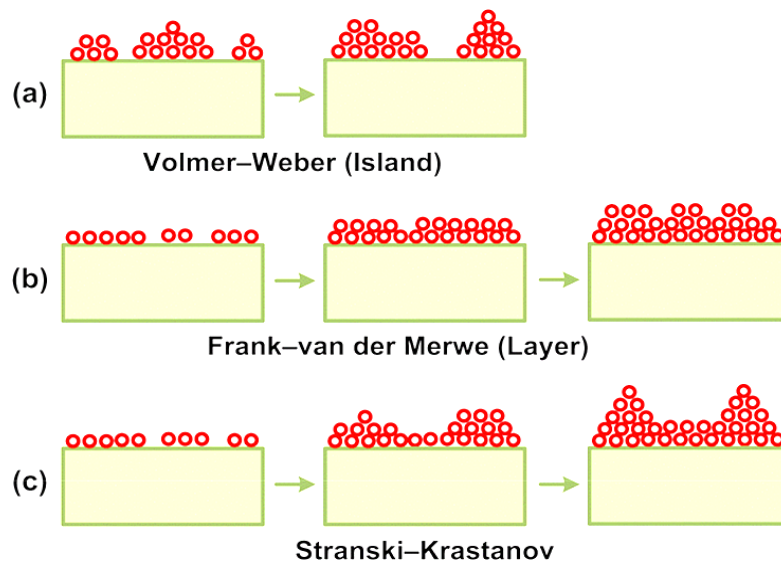 (a)
Volmer–Weber (Island)
(b)
Frank–van der Merwe (Layer)
(c)
Stranski–Krastanov